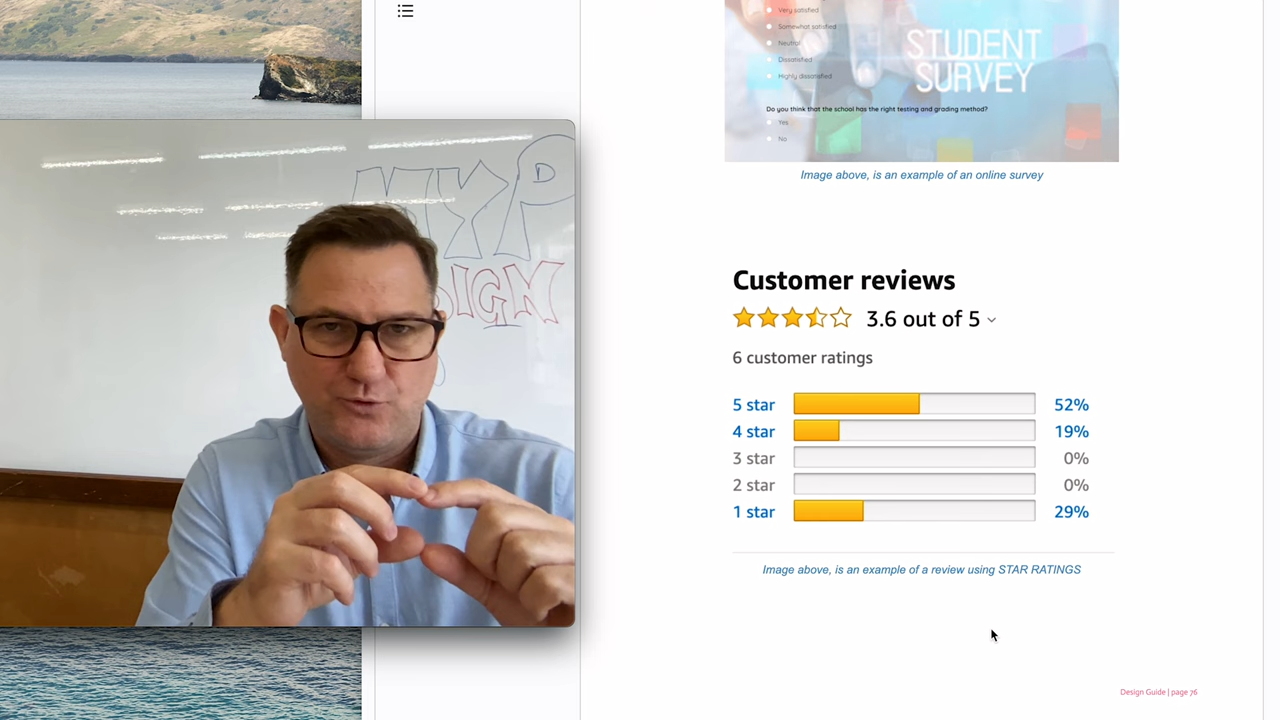 Very satisfied
Somewhat satisfied
Neutral
Dissatisfied
Highly dissatisfied
STUDENT
SURVEY
Do you think that the school has the right testing and grading method?
Yes
No
Image above, is an example of an online survey
MYP
D
SIGN
Customer reviews
3.6 out of 5
6 customer ratings
5 star 52%
4 star 19%
3 star 0%
2 star 0%
1 star 29%
Image above, is an example of a review using STAR RATINGS
Design Guide | page 76